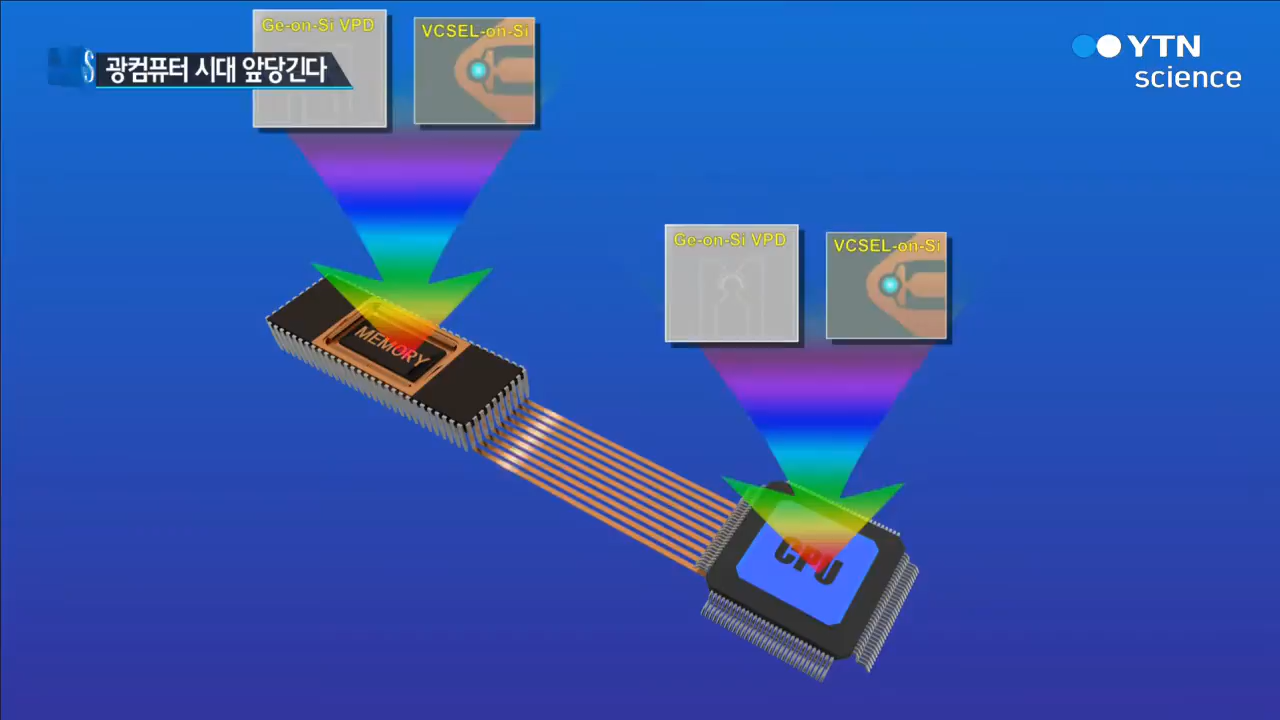 Ge-on-Si VPD
VCSEL-on-Si
S 광컴퓨터 시대 앞당긴다
YTN
science
Ge-on-Si VPD
VCSEL-on-Si
MEMORY
CPU